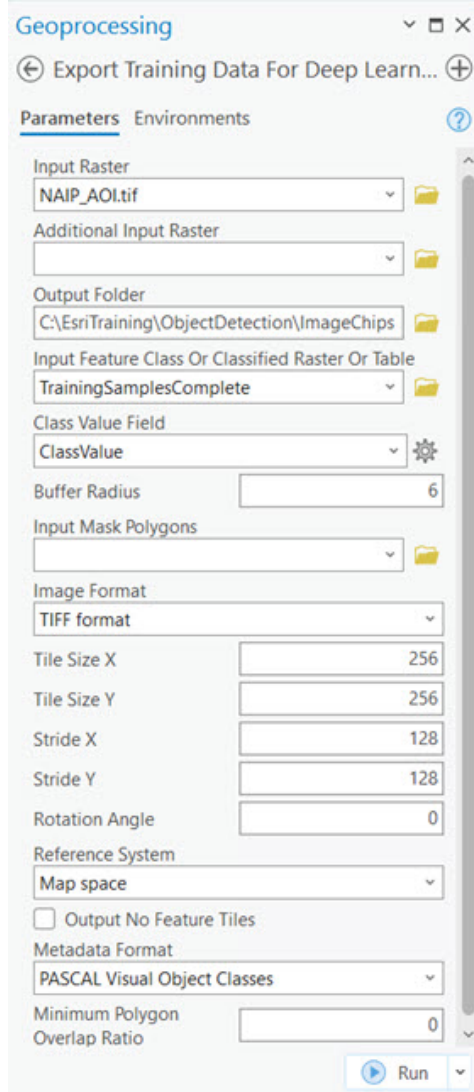 Geoprocessing
Export Training Data For Deep Learn...
Parameters Environments
Input Raster
NAIP_AOI.tif
Additional Input Raster
Output Folder
C:\EsriTraining\ObjectDetection\ImageChips
Input Feature Class Or Classified Raster Or Table
TrainingSamplesComplete
Class Value Field
ClassValue
Buffer Radius 6
Input Mask Polygons
Image Format
TIFF format
Tile Size X 256
Tile Size Y 256
Stride X 128
Stride Y 128
Rotation Angle 0
Reference System
Map space
Output No Feature Tiles
Metadata Format
PASCAL Visual Object Classes
Minimum Polygon
Overlap Ratio 0
Run